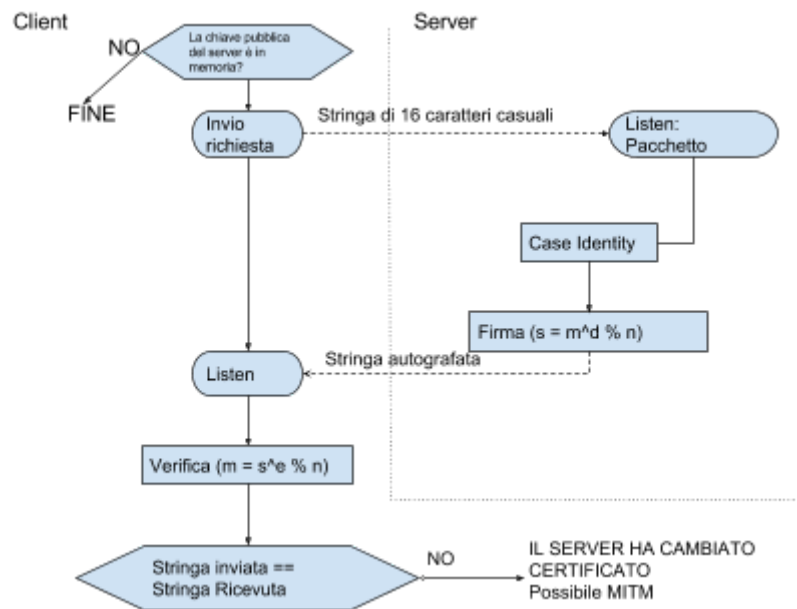 Client
Server
La chiave pubblica
del server è in
memoria?
NO
FINE
Invio
richiesta
Stringa di 16 caratteri casuali
Listen:
Pacchetto
Case Identity
Firma (s = m^d % n)
Stringa autografata
Listen
Verifica (m = s^e % n)
Stringa inviata ==
Stringa Ricevuta
NO
IL SERVER HA CAMBIATO
CERTIFICATO
Possibile MITM